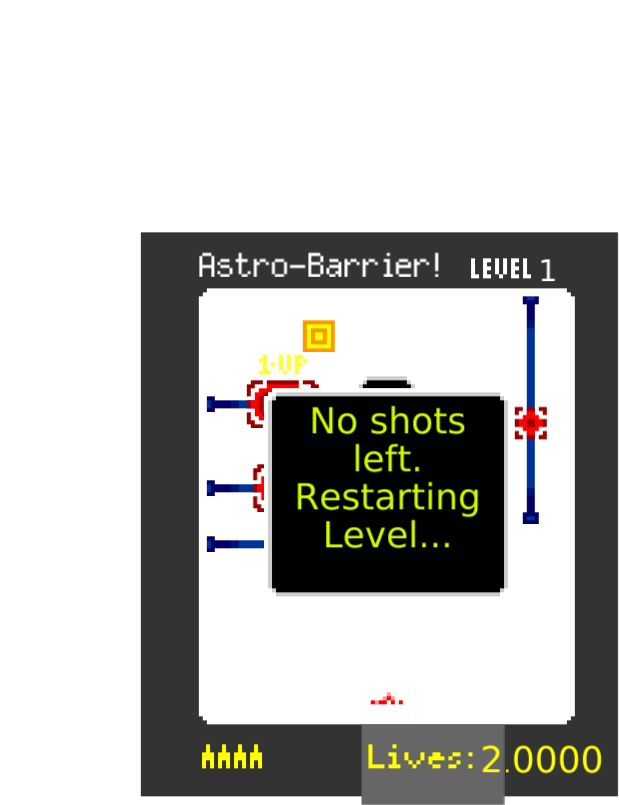 Astro-Barrier! LEVEL 1
1-UP
No shots
left.
Restarting
Level...
Lives:2.0000